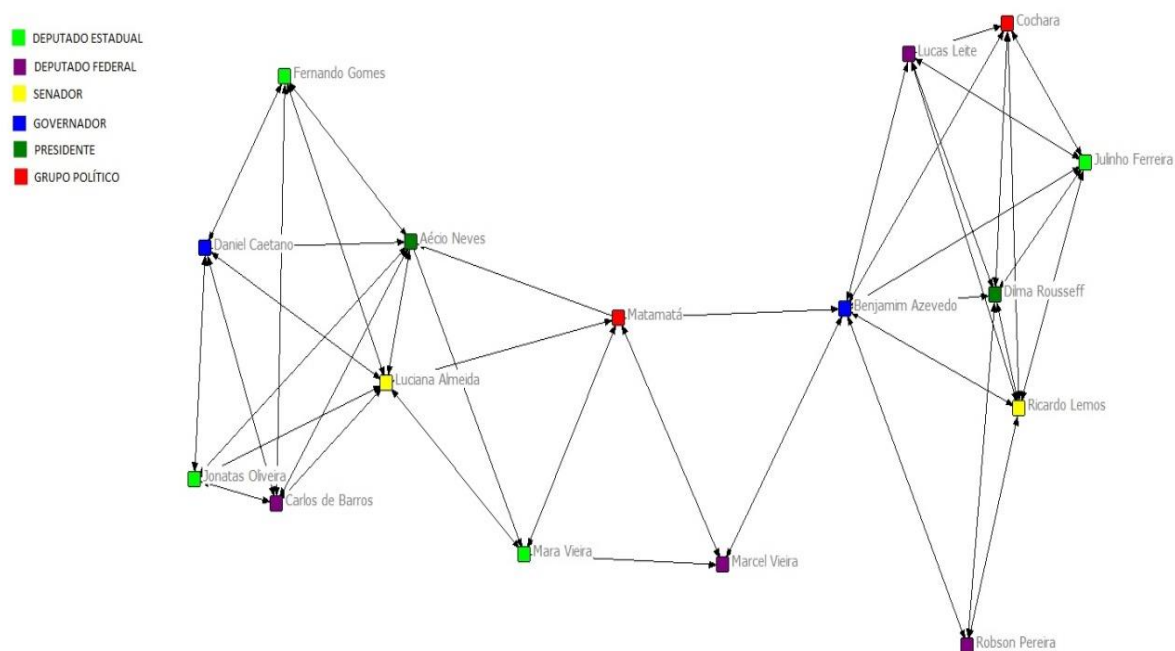 DEPUTADO ESTADUAL
DEPUTADO FEDERAL
SENADOR
GOVERNADOR
PRESIDENTE
GRUPO POLÍTICO
Cochara
Lucas Leite
Fernando Gomes
Julinho Ferreira
Daniel Caetano
Aécio Neves
Dilma Rousseff
Benjamim Azevedo
Matamatá
Luciana Almeida
Ricardo Lemos
Jonatas Oliveira
Carlos de Barros
Mara Vieira
Marcel Vieira
Robson Pereira